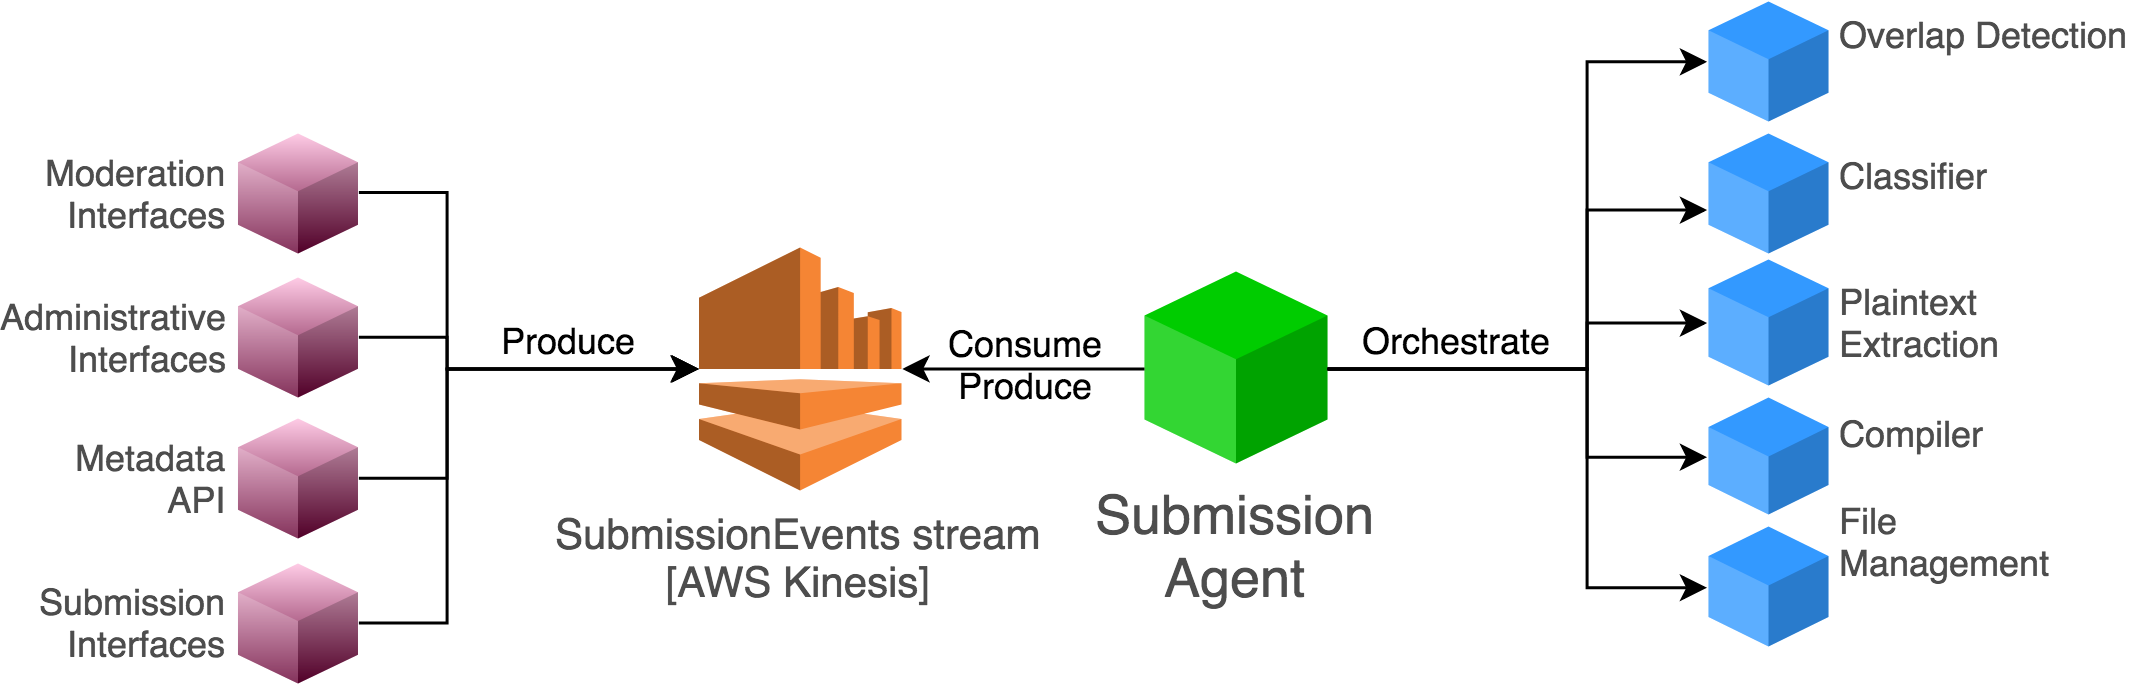 Moderation
Interfaces
Administrative
Interfaces
Metadata
API
Submission
Interfaces
Produce
SubmissionEvents stream
[AWS Kinesis]
Consume
Produce
Submission
Agent
Orchestrate
Overlap Detection
Classifier
Plaintext
Extraction
Compiler
File
Management